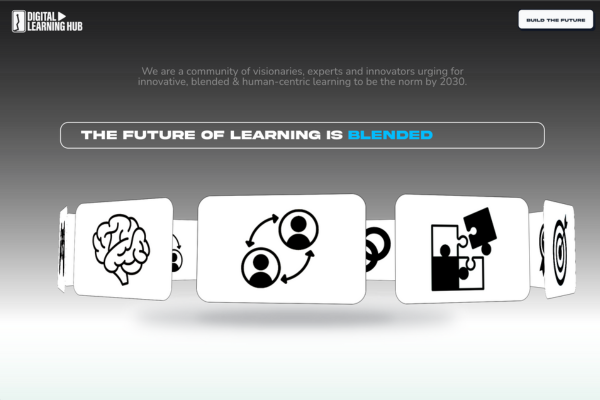 DIGITAL
LEARNING HUB
BUILD THE FUTURE
We are a community of visionaries, experts and innovators urging for
innovative, blended & human-centric learning to be the norm by 2030.
THE FUTURE OF LEARNING IS BLENDED